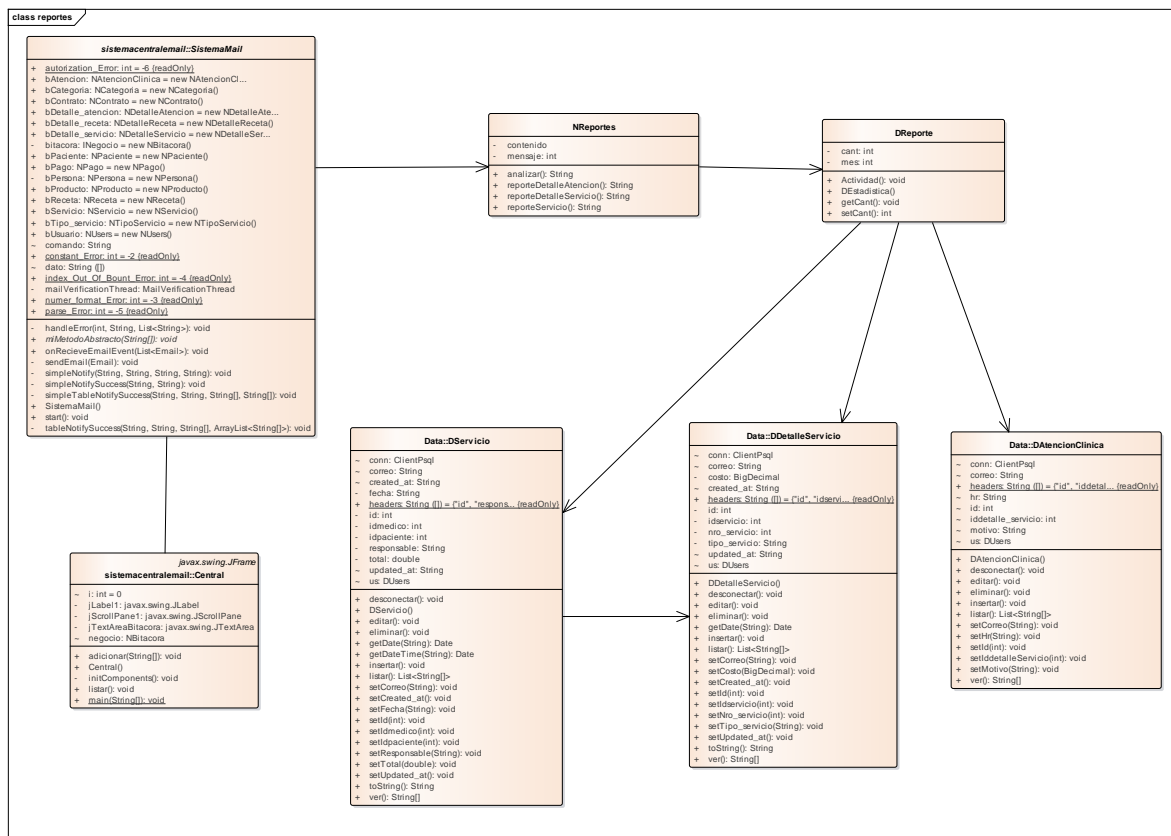 class reportes
sistemacentralemail::SistemaMail
+ autorization_Error: int = -6 {readOnly}
+ bAtencion: NAtencionClinica = new NAtencionCl...
+ bCategoria: NCategoria = new NCategoria()
+ bContrato: NContrato = new NContrato()
+ bDetalle_atencion: NDetalleAtencion = new NDetalleAte...
+ bDetalle_receta: NDetalleReceta = new NDetalleReceta()
+ bDetalle_servicio: NDetalleServicio = new NDetalleSer...
- bitacora: INegocio = new NBitacora()
+ bPaciente: NPaciente = new NPaciente()
+ bPago: NPago = new NPago()
- bPersona: NPersona = new NPersona()
+ bProducto: NProducto = new NProducto()
+ bReceta: NReceta = new NReceta()
+ bServicio: NServicio = new NServicio()
+ bTipo_servicio: NTipoServicio = new NTipoServicio()
+ bUsuario: NUsers = new NUsers()
~ comando: String
+ constant_Error: int = -2 {readOnly}
~ dato: String ([])
+ index_Out_Of_Bount_Error: int = -4 {readOnly}
- mailVerificationThread: MailVerificationThread
+ numer_format_Error: int = -3 {readOnly}
+ parse_Error: int = -5 {readOnly}
- handleError(int, String, List<String>): void
+ miMetodoAbstracto(String[]): void
+ onRecieveEmailEvent(List<Email>): void
- sendEmail(Email): void
- simpleNotify(String, String, String, String): void
- simpleNotifySuccess(String, String): void
- simpleTableNotifySuccess(String, String, String[], String[]): void
+ SistemaMail()
+ start(): void
- tableNotifySuccess(String, String, String[], ArrayList<String[]>): void
NReportes
- contenido
- mensaje: int
+ analizar(): String
+ reporteDetalleAtencion(): String
+ reporteDetalleServicio(): String
+ reporteServicio(): String
DReporte
- cant: int
- mes: int
+ Actividad(): void
+ DEstadistica()
+ getCant(): void
+ setCant(): int
javax.swing.JFrame
sistemacentralemail::Central
~ i: int = 0
- jLabel1: javax.swing.JLabel
- jScrollPane1: javax.swing.JScrollPane
- jTextAreaBitacora: javax.swing.JTextArea
~ negocio: NBitacora
+ adicionar(String[]): void
+ Central()
- initComponents(): void
+ listar(): void
+ main(String[]): void
Data::DServicio
~ conn: ClientPsql
~ correo: String
~ created_at: String
- fecha: String
+ headers: String ([]) = {"id", "respons... {readOnly}
- id: int
- idmedico: int
- idpaciente: int
- responsable: String
- total: double
~ updated_at: String
~ us: DUsers
+ desconectar(): void
+ DServicio()
+ editar(): void
+ eliminar(): void
+ getDate(String): Date
+ getDateTime(String): Date
+ insertar(): void
+ listar(): List<String[]>
+ setCorreo(String): void
+ setCreated_at(): void
+ setFecha(String): void
+ setId(int): void
+ setIdmedico(int): void
+ setIdpaciente(int): void
+ setResponsable(String): void
+ setTotal(double): void
+ setUpdated_at(): void
+ toString(): String
+ ver(): String[]
Data::DDetalleServicio
~ conn: ClientPsql
~ correo: String
- costo: BigDecimal
~ created_at: String
+ headers: String ([]) = {"id", "idservi... {readOnly}
- id: int
- idservicio: int
- nro_servicio: int
- tipo_servicio: String
~ updated_at: String
~ us: DUsers
+ DDetalleServicio()
+ desconectar(): void
+ editar(): void
+ eliminar(): void
+ getDate(String): Date
+ insertar(): void
+ listar(): List<String[]>
+ setCorreo(String): void
+ setCosto(BigDecimal): void
+ setCreated_at(): void
+ setId(int): void
+ setIdservicio(int): void
+ setNro_servicio(int): void
+ setTipo_servicio(String): void
+ setUpdated_at(): void
+ toString(): String
+ ver(): String[]
Data::DAtencionClinica
~ conn: ClientPsql
~ correo: String
+ headers: String ([]) = {"id", "iddetal... {readOnly}
~ hr: String
~ id: int
~ iddetalle_servicio: int
~ motivo: String
~ us: DUsers
+ DAtencionClinica()
+ desconectar(): void
+ editar(): void
+ eliminar(): void
+ insertar(): void
+ listar(): List<String[]>
+ setCorreo(String): void
+ setHr(String): void
+ setId(int): void
+ setIddetalleServicio(int): void
+ setMotivo(String): void
+ ver(): String[]